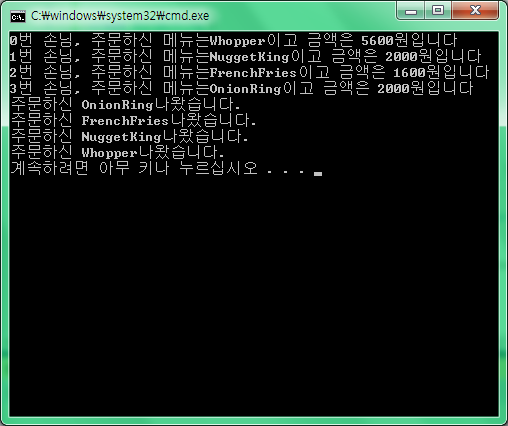 C:\windows\system32\cmd.exe
0번 손님, 주문하신 메뉴는Whopper이고 금액은 5600원입니다
1번 손님, 주문하신 메뉴는NuggetKing이고 금액은 2000원입니다
2번 손님, 주문하신 메뉴는FrenchFries이고 금액은 1600원입니다
3번 손님, 주문하신 메뉴는OnionRing이고 금액은 2000원입니다
주문하신 OnionRing나왔습니다.
주문하신 FrenchFries나왔습니다.
주문하신 NuggetKing나왔습니다.
주문하신 Whopper나왔습니다.
계속하려면 아무 키나 누르십시오 . . .